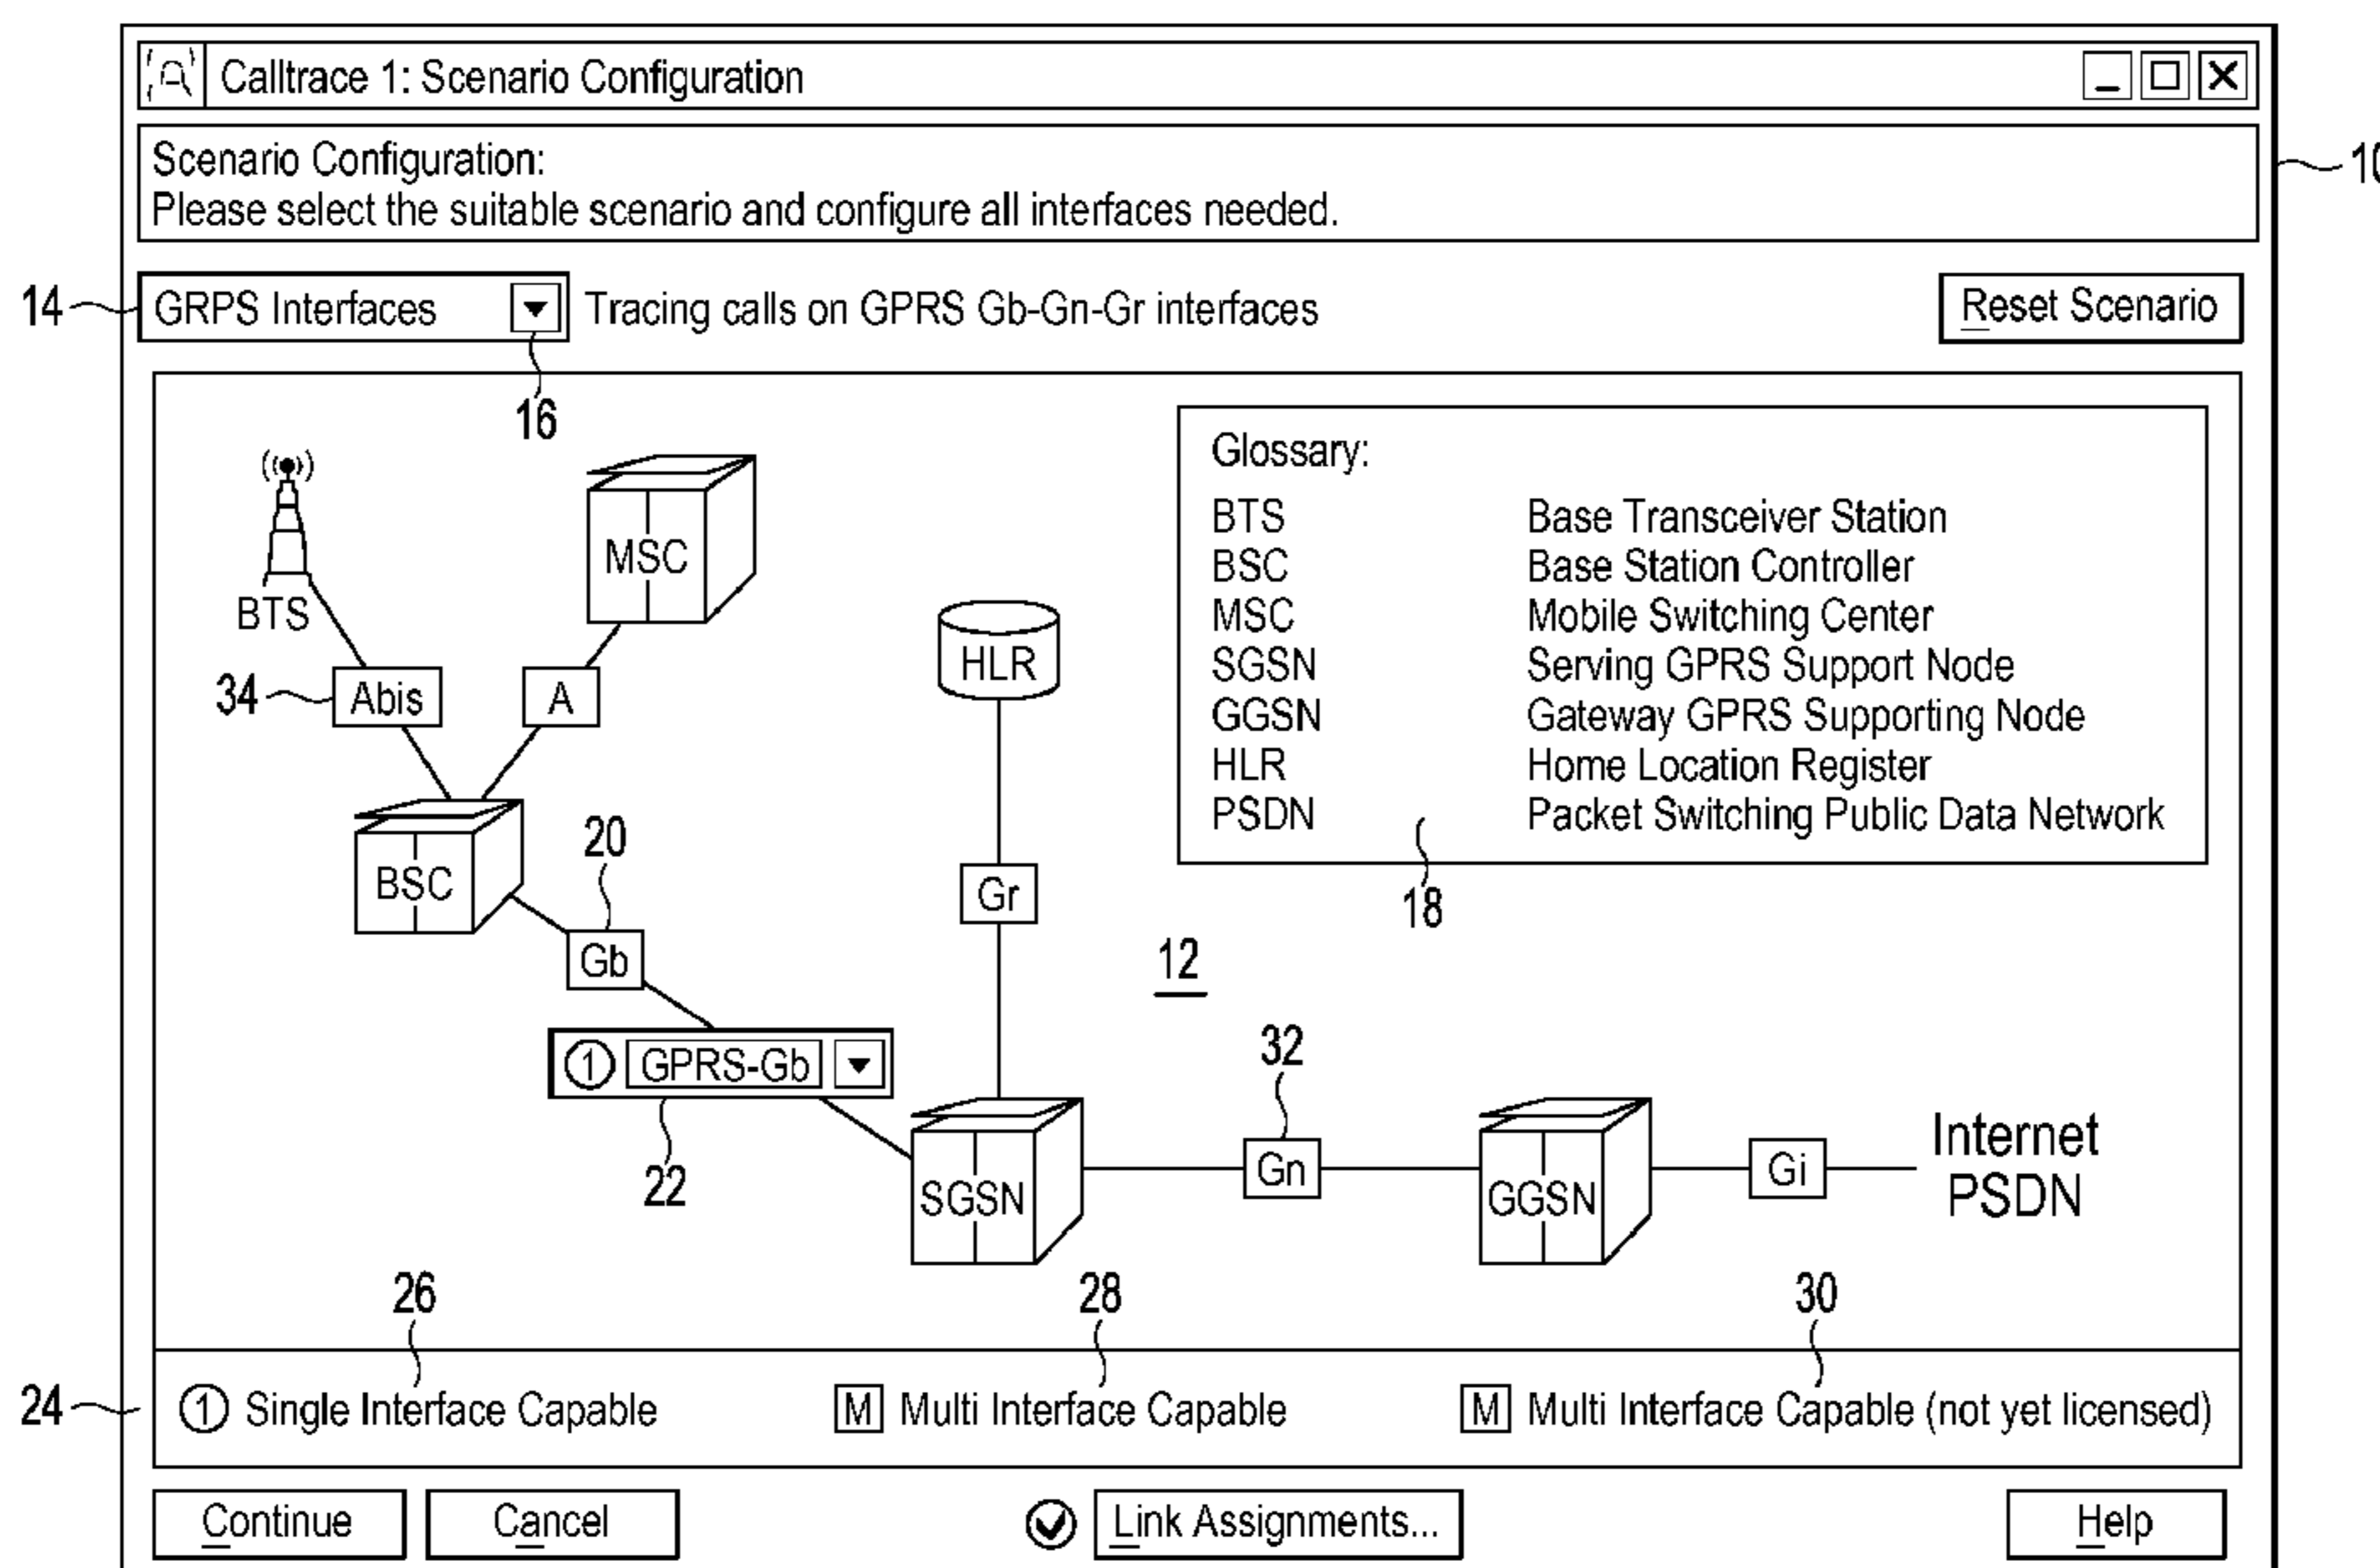 Calltrace 1: Scenario Configuration
Scenario Configuration:
Please select the suitable scenario and configure all interfaces needed.
10
14
GRPS Interfaces
Tracing calls on GPRS Gb-Gn-Gr interfaces
Reset Scenario
16
Glossary:
BTS Base Transceiver Station
BSC Base Station Controller
MSC Mobile Switching Center
SGSN Serving GPRS Support Node
GGSN Gateway GPRS Supporting Node
HLR Home Location Register
PSDN Packet Switching Public Data Network
18
MSC
BTS
HLR
34
Abis
A
20
BSC
Gr
Gb
12
32
1 GPRS-Gb
22
SGSN
Gn
GGSN
Gi
Internet
PSDN
26
28
30
24
1 Single Interface Capable
M Multi Interface Capable
M Multi Interface Capable (not yet licensed)
Continue
Cancel
Link Assignments...
Help